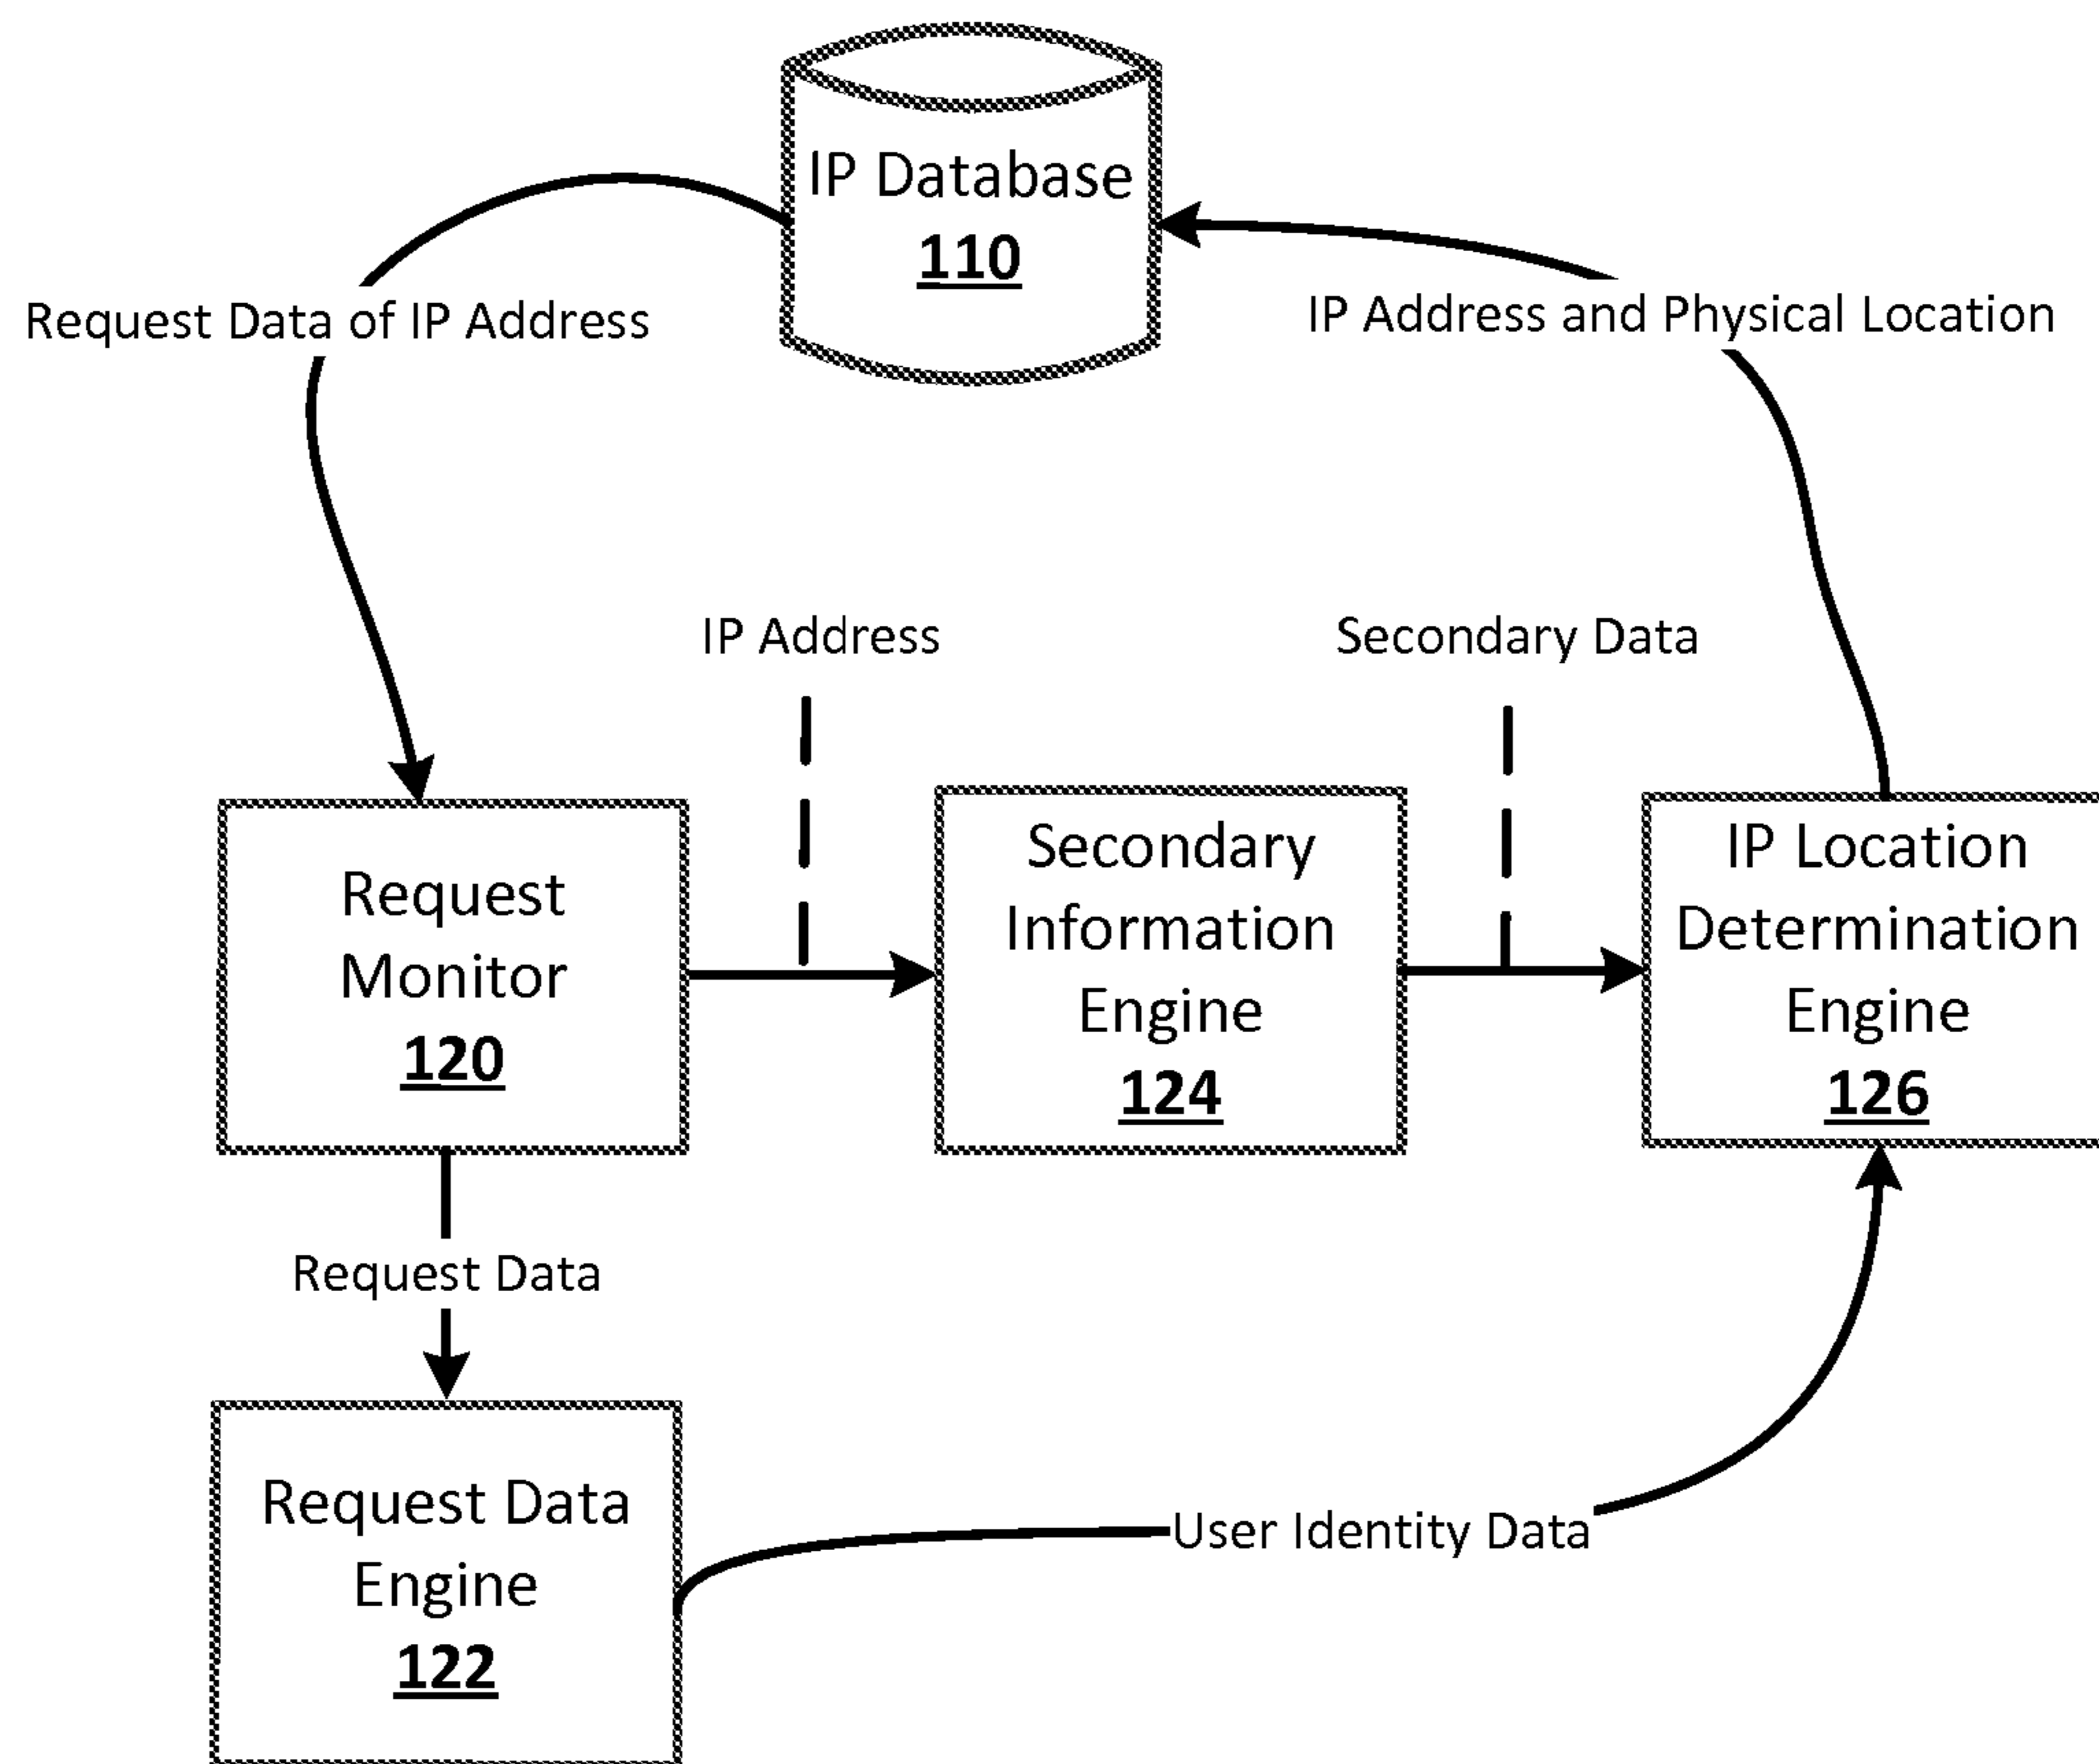 IP Database
110
Request Data of IP Address
IP Address and Physical Location
IP Address
Secondary Data
Request
Monitor
120
Secondary
Information
Engine
124
IP Location
Determination
Engine
126
Request Data
Request Data
Engine
122
User Identity Data